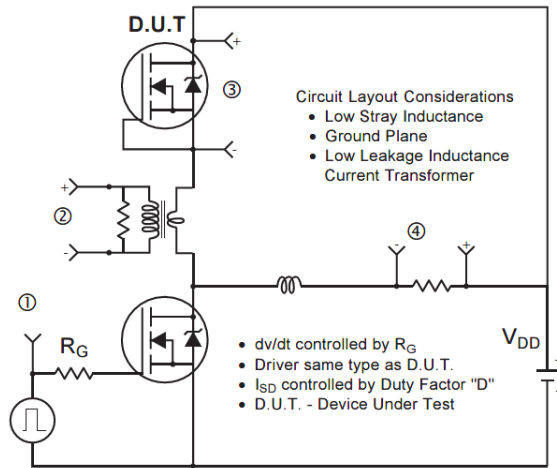 D.U.T
+
③
-
Circuit Layout Considerations
• Low Stray Inductance
• Ground Plane
• Low Leakage Inductance
Current Transformer
+
②
-
④
-
+
①
RG
VDD
• dv/dt controlled by RG
• Driver same type as D.U.T.
• ISD controlled by Duty Factor "D"
• D.U.T. - Device Under Test